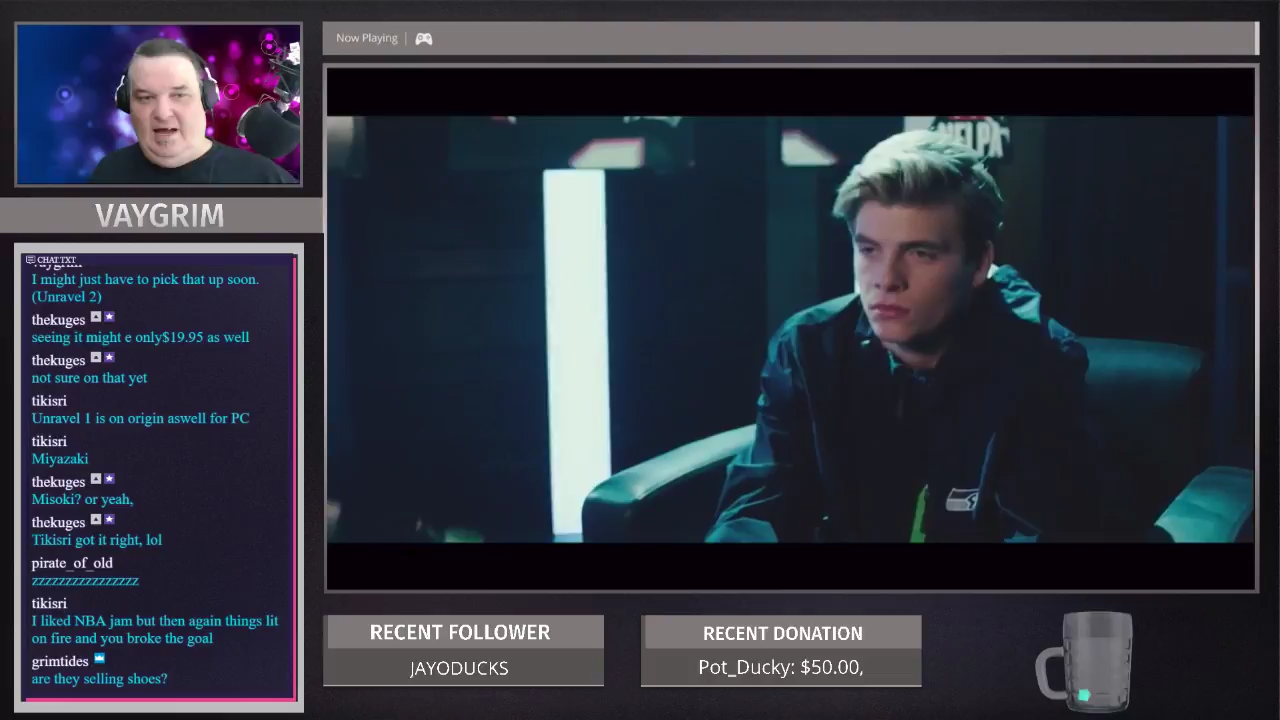 Now Playing |
VAYGRIM
CHAT.TXT
I might just have to pick that up soon.
(Unravel 2)
thekuges
seeing it might e only$19.95 as well
thekuges
not sure on that yet
tikisri
Unravel 1 is on origin aswell for PC
tikisri
Miyazaki
thekuges
Misoki? or yeah,
thekuges
Tikisri got it right, lol
pirate_of_old
zzzzzzzzzzzzzzzzz
tikisri
I liked NBA jam but then again things lit
on fire and you broke the goal
grimtides
are they selling shoes?
RECENT FOLLOWER
JAYODUCKS
RECENT DONATION
Pot_Ducky: $50.00,